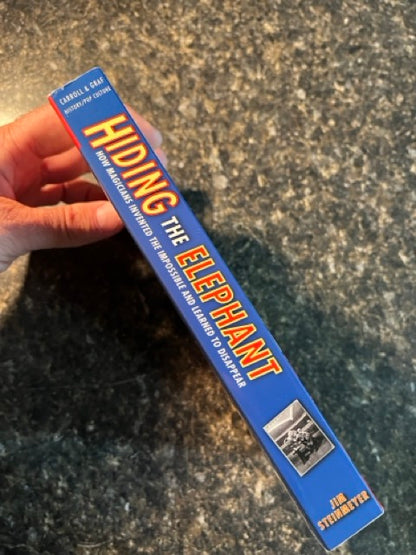 CARROLL & GRAF
HISTORY/POP CULTURE
HIDING THE ELEPHANT
HOW MAGICIANS INVENTED THE IMPOSSIBLE AND LEARNED TO DISAPPEAR
JIM
STEINMEYER